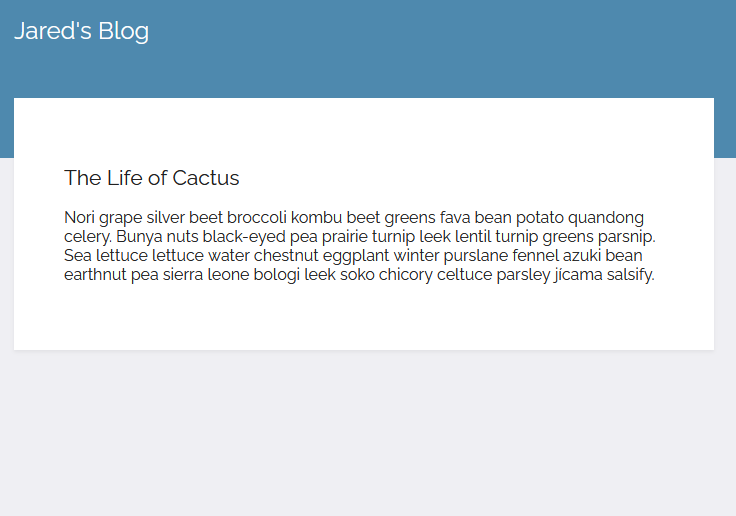 Jared's Blog
The Life of Cactus
Nori grape silver beet broccoli kombu beet greens fava bean potato quandong
celery. Bunya nuts black-eyed pea prairie turnip leek lentil turnip greens parsnip.
Sea lettuce lettuce water chestnut eggplant winter purslane fennel azuki bean
earthnut pea sierra leone bologi leek soko chicory celtuce parsley jícama salsify.